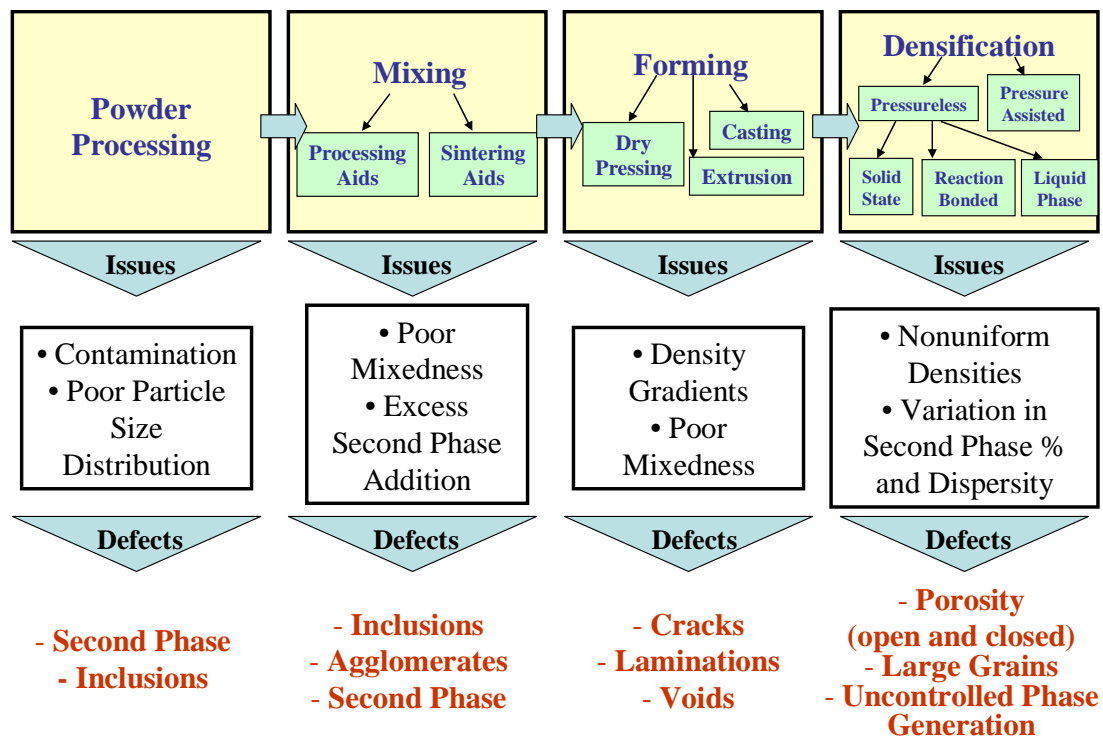 Powder
Processing
Mixing
Processing
Aids
Sintering
Aids
Forming
Dry
Pressing
Casting
Extrusion
Densification
Pressureless
Pressure
Assisted
Solid
State
Reaction
Bonded
Liquid
Phase
Issues
Issues
Issues
Issues
• Contamination
• Poor Particle
Size
Distribution
• Poor
Mixedness
• Excess
Second Phase
Addition
• Density
Gradients
• Poor
Mixedness
• Nonuniform
Densities
• Variation in
Second Phase %
and Dispersity
Defects
Defects
Defects
Defects
- Second Phase
- Inclusions
- Inclusions
- Agglomerates
- Second Phase
- Cracks
- Laminations
- Voids
- Porosity
(open and closed)
- Large Grains
- Uncontrolled Phase
Generation